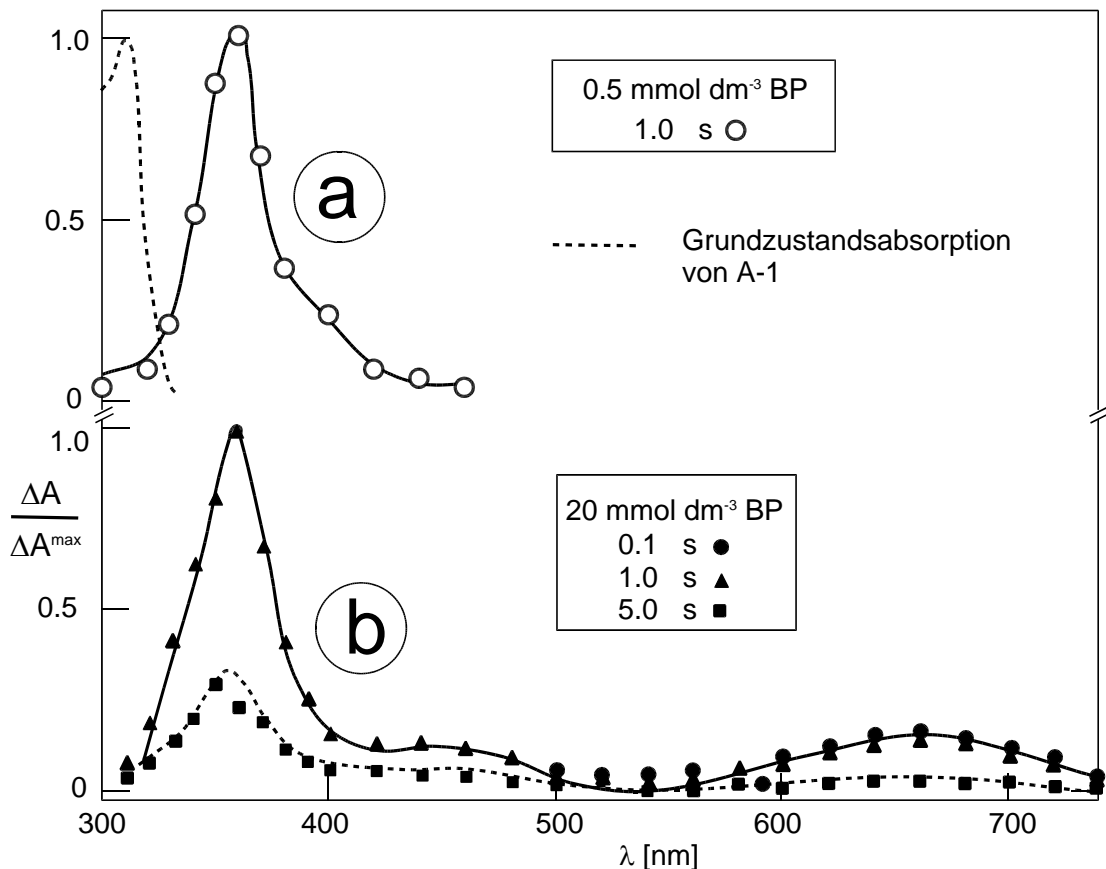 1.0
0.5
0
a
0.5 mmol dm-3 BP
1.0 s
Grundzustandsabsorption
von A-1
1.0
0.5
0
ΔA
ΔAmax
b
20 mmol dm-3 BP
0.1 s
1.0 s
5.0 s
300 400 500 600 700
λ [nm]